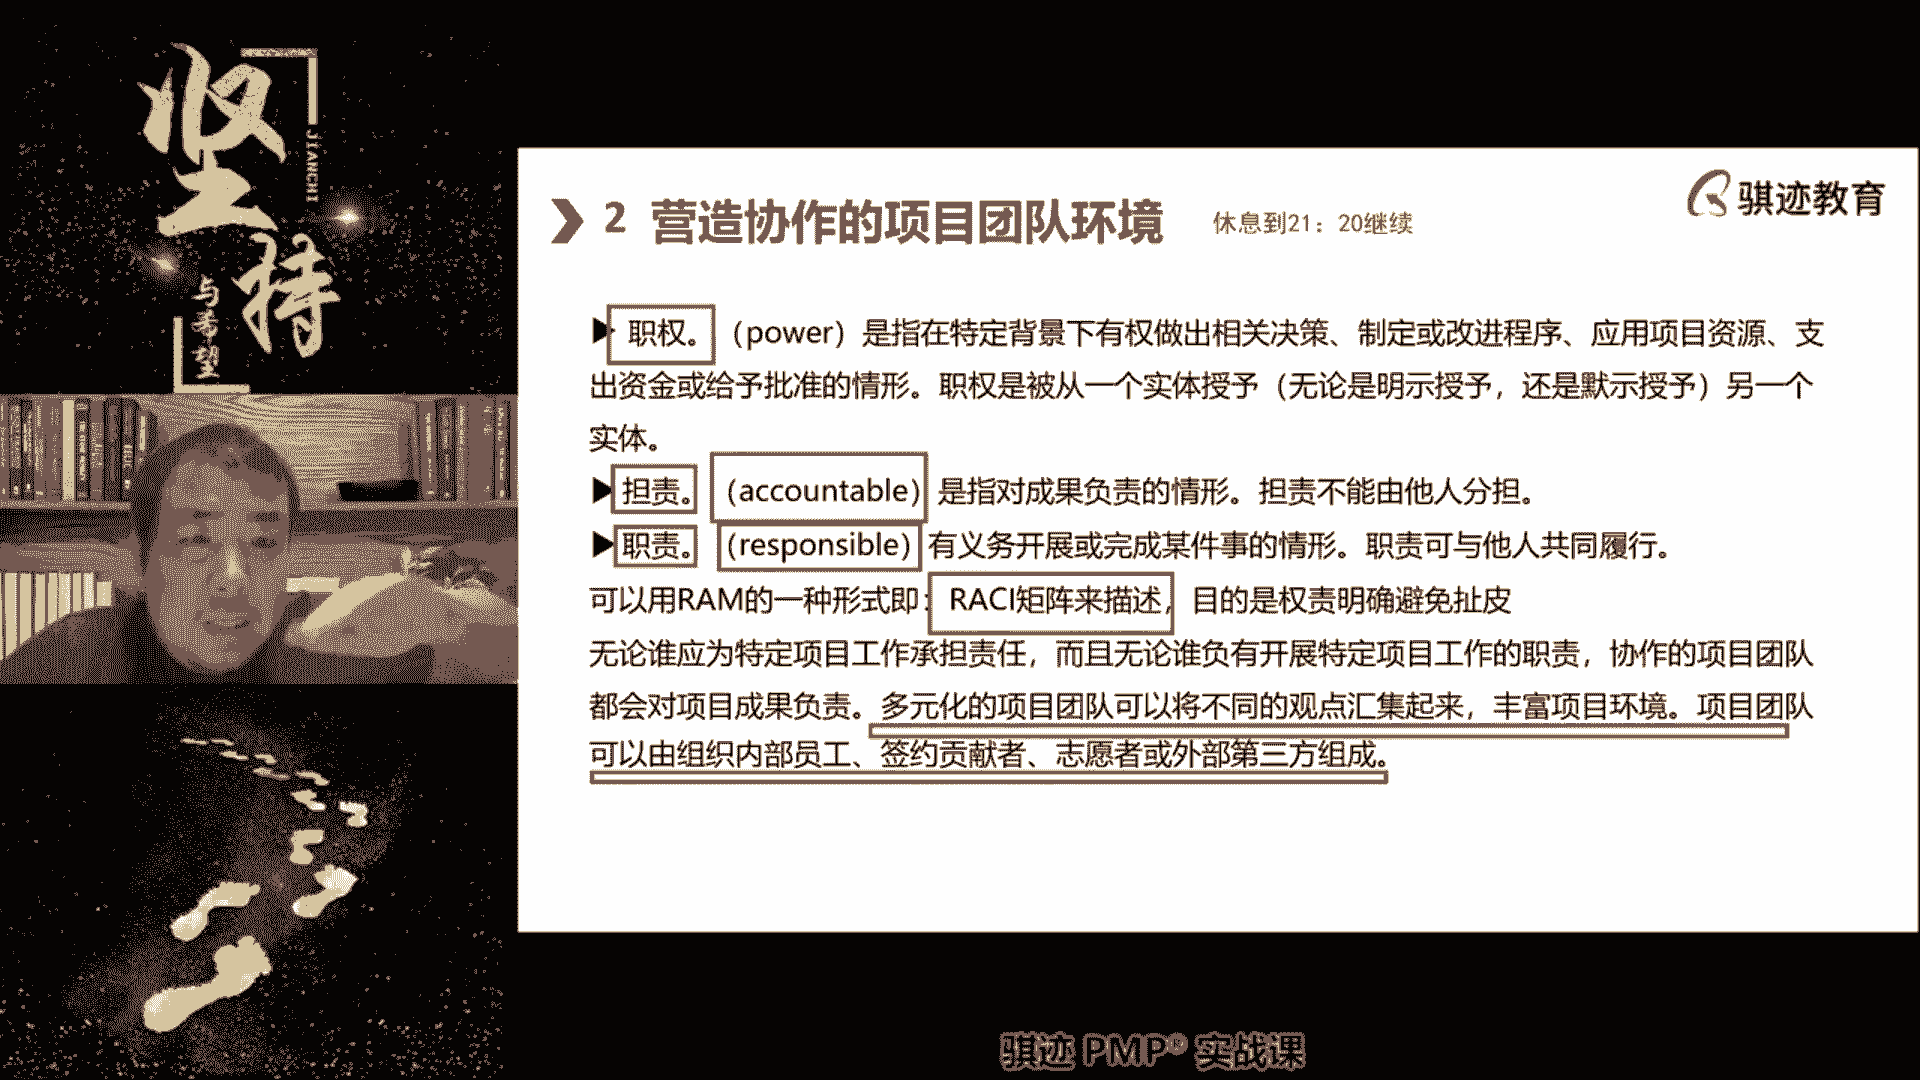 坚持
JIANCHI
与希望
骐迹教育
2 营造协作的项目团队环境 休息到21：20继续
职权。（power）是指在特定背景下有权做出相关决策、制定或改进程序、应用项目资源、支
出资金或给予批准的情形。职权是被从一个实体授予（无论是明示授予，还是默示授予）另一个
实体。
担责。（accountable）是指对成果负责的情形。担责不能由他人分担。
职责。（responsible）有义务开展或完成某件事的情形。职责可与他人共同履行。
可以用RAM的一种形式即：RACI矩阵来描述，目的是权责明确避免扯皮
无论谁应为特定项目工作承担责任，而且无论谁负有开展特定项目工作的职责，协作的项目团队
都会对项目成果负责。多元化的项目团队可以将不同的观点汇集起来，丰富项目环境。项目团队
可以由组织内部员工、签约贡献者、志愿者或外部第三方组成。
骐迹 PMP® 实战课